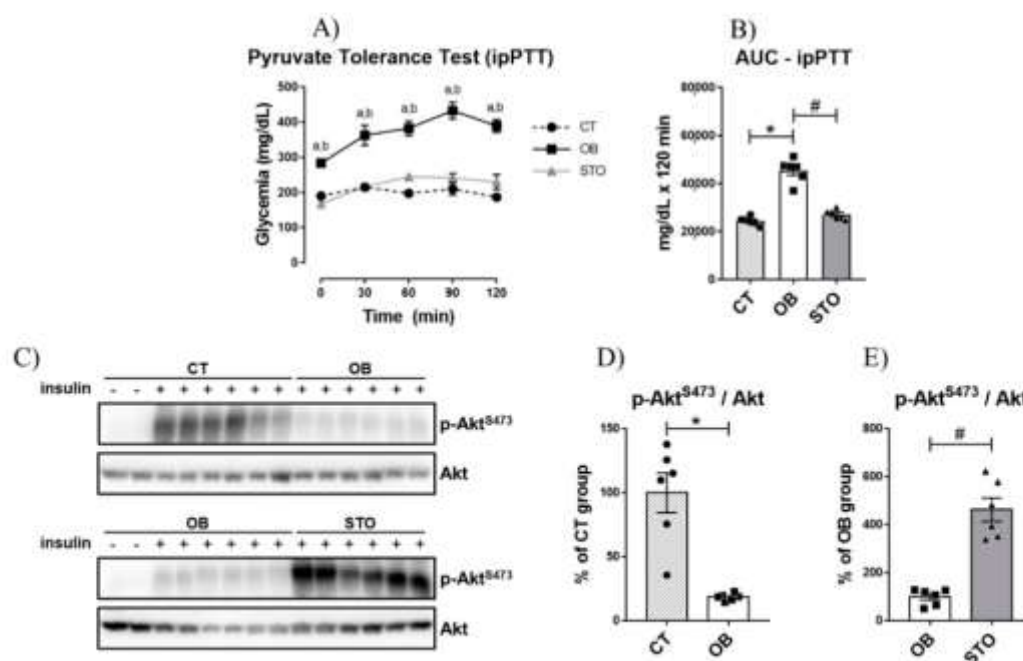 A)
Pyruvate Tolerance Test (ipPTT)
Glycemia (mg/dL)
500
400
300
200
100
0
a,b
a,b
a,b
a,b
a,b
0
30
60
90
120
Time (min)
CT
OB
STO
B)
AUC - ipPTT
mg/dL x 120 min
80000
60000
40000
20000
0
*
#
CT
OB
STO
C)
CT OB
insulin - - + + + + + + + + + + + +
p-Akt^S473
Akt
OB STO
insulin - - + + + + + + + + + + + +
p-Akt^S473
Akt
D)
p-Akt^S473 / Akt
% of CT group
150
100
50
0
*
CT
OB
E)
p-Akt^S473 / Akt
% of OB group
800
600
400
200
0
#
OB
STO